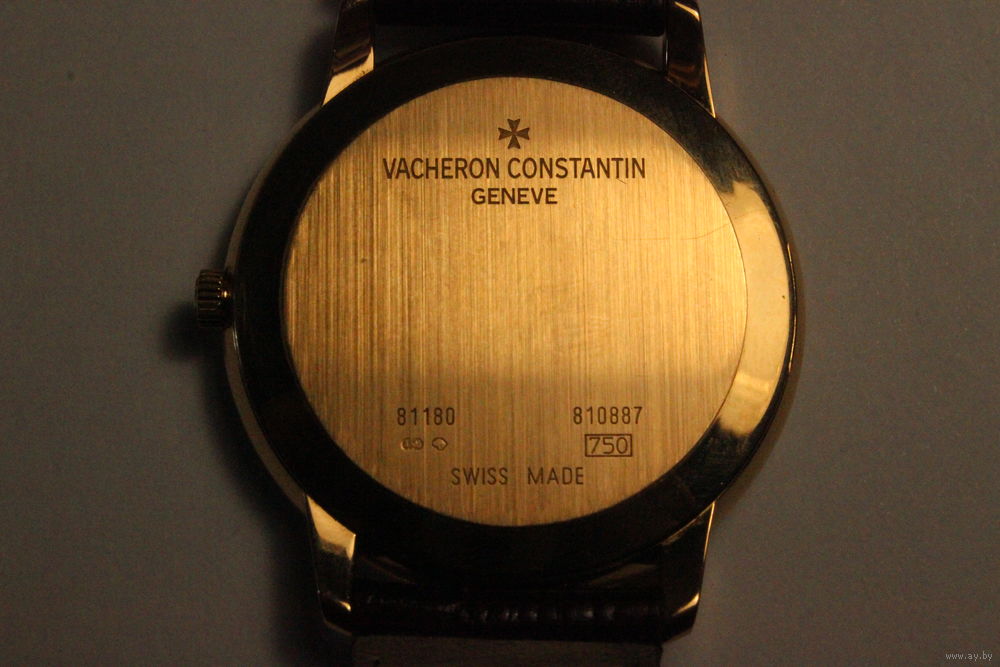 VACHERON CONSTANTIN
GENEVE
81180 810887
750
SWISS MADE
www.ay.by